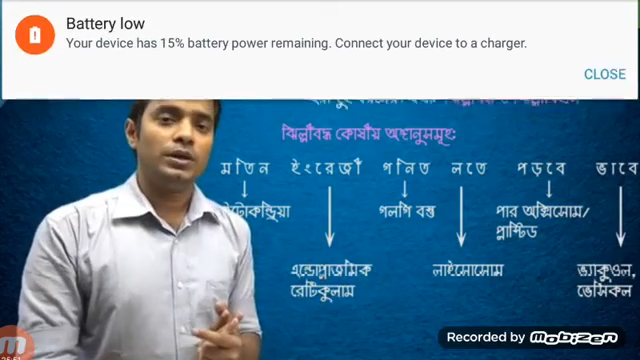 Battery low
Your device has 15% battery power remaining. Connect your device to a charger.
CLOSE
ঝিল্লীবদ্ধ কোষীয় অঙ্গানুসমূহ:
মতিন ইংরেজী গনিত লতে পড়বে ভাবে
গলগি বস্তু পার অক্সিসোম/
প্লাস্টিড
এন্ডোপ্লাজমিক লাইসোসোম ভ্যাকুওল,
রেটিকুলাম ভেসিকল
Recorded by mobizen